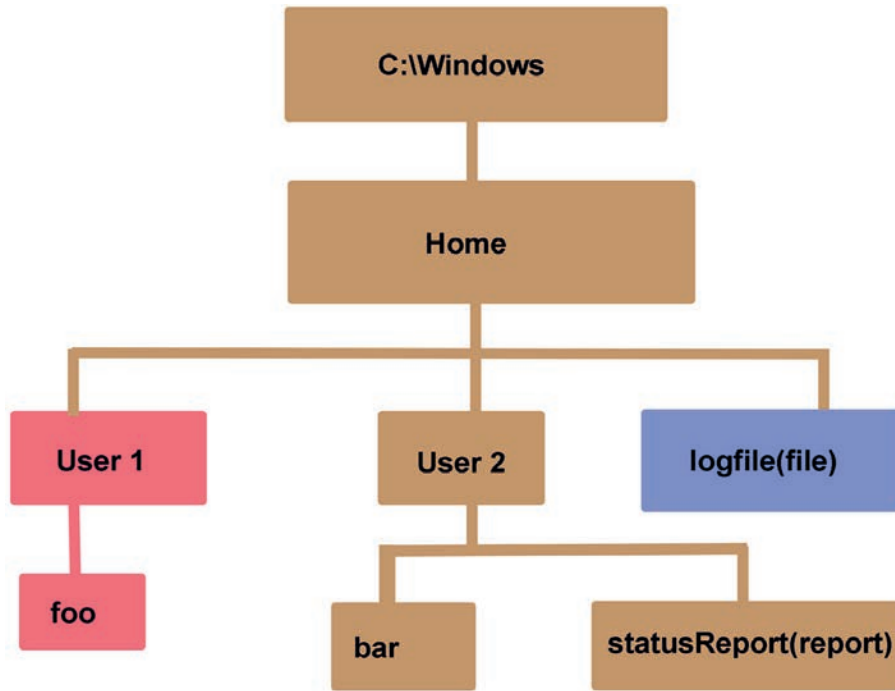 C:\Windows
Home
User 1
User 2
logfile(file)
foo
bar
statusReport(report)